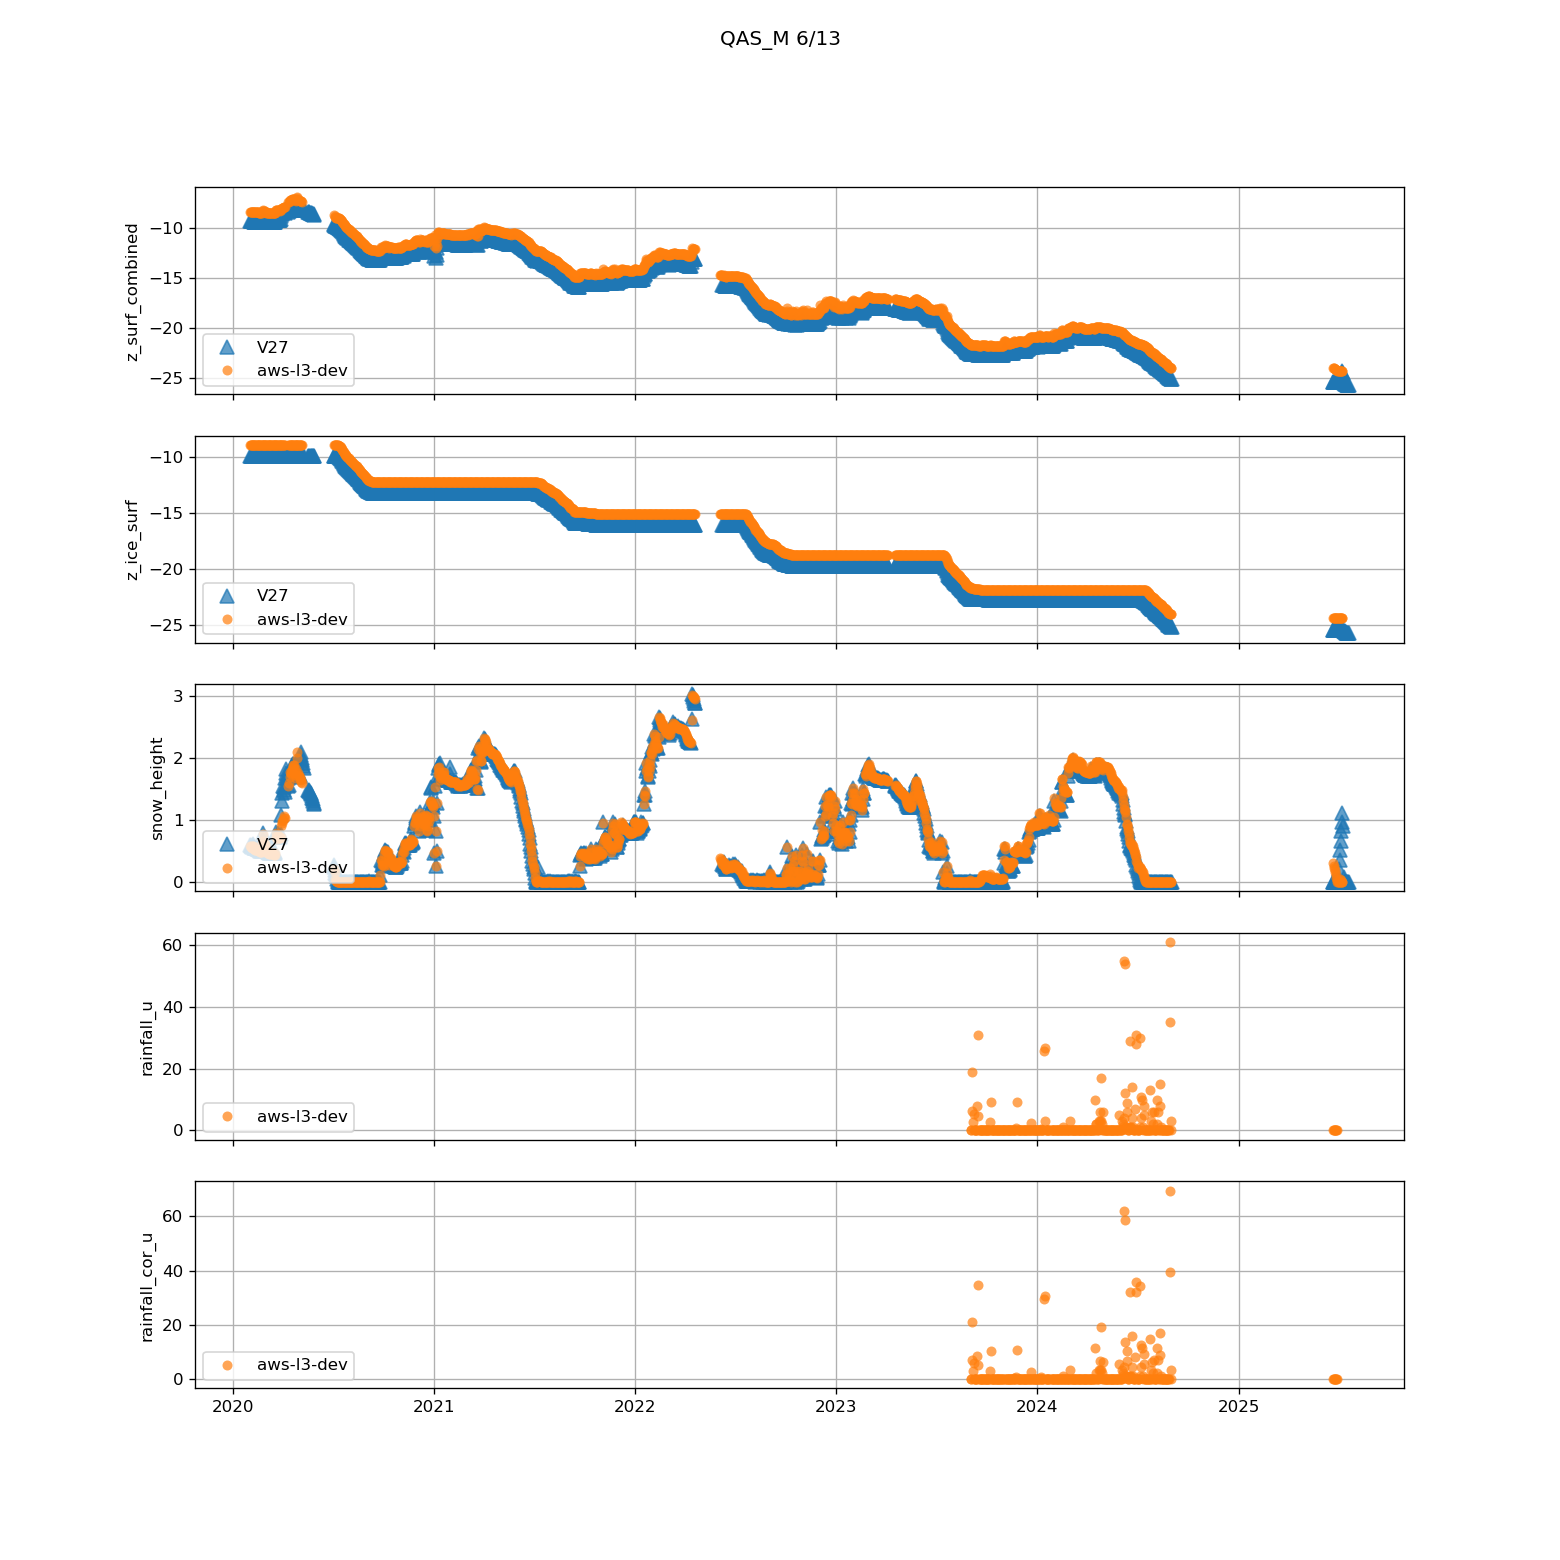 QAS_M 6/13
z_surf_combined
−10
−15
−20
−25
V27
aws-l3-dev
z_ice_surf
−10
−15
−20
−25
V27
aws-l3-dev
snow_height
3
2
1
0
V27
aws-l3-dev
rainfall_u
60
40
20
0
aws-l3-dev
rainfall_cor_u
60
40
20
0
aws-l3-dev
2020 2021 2022 2023 2024 2025